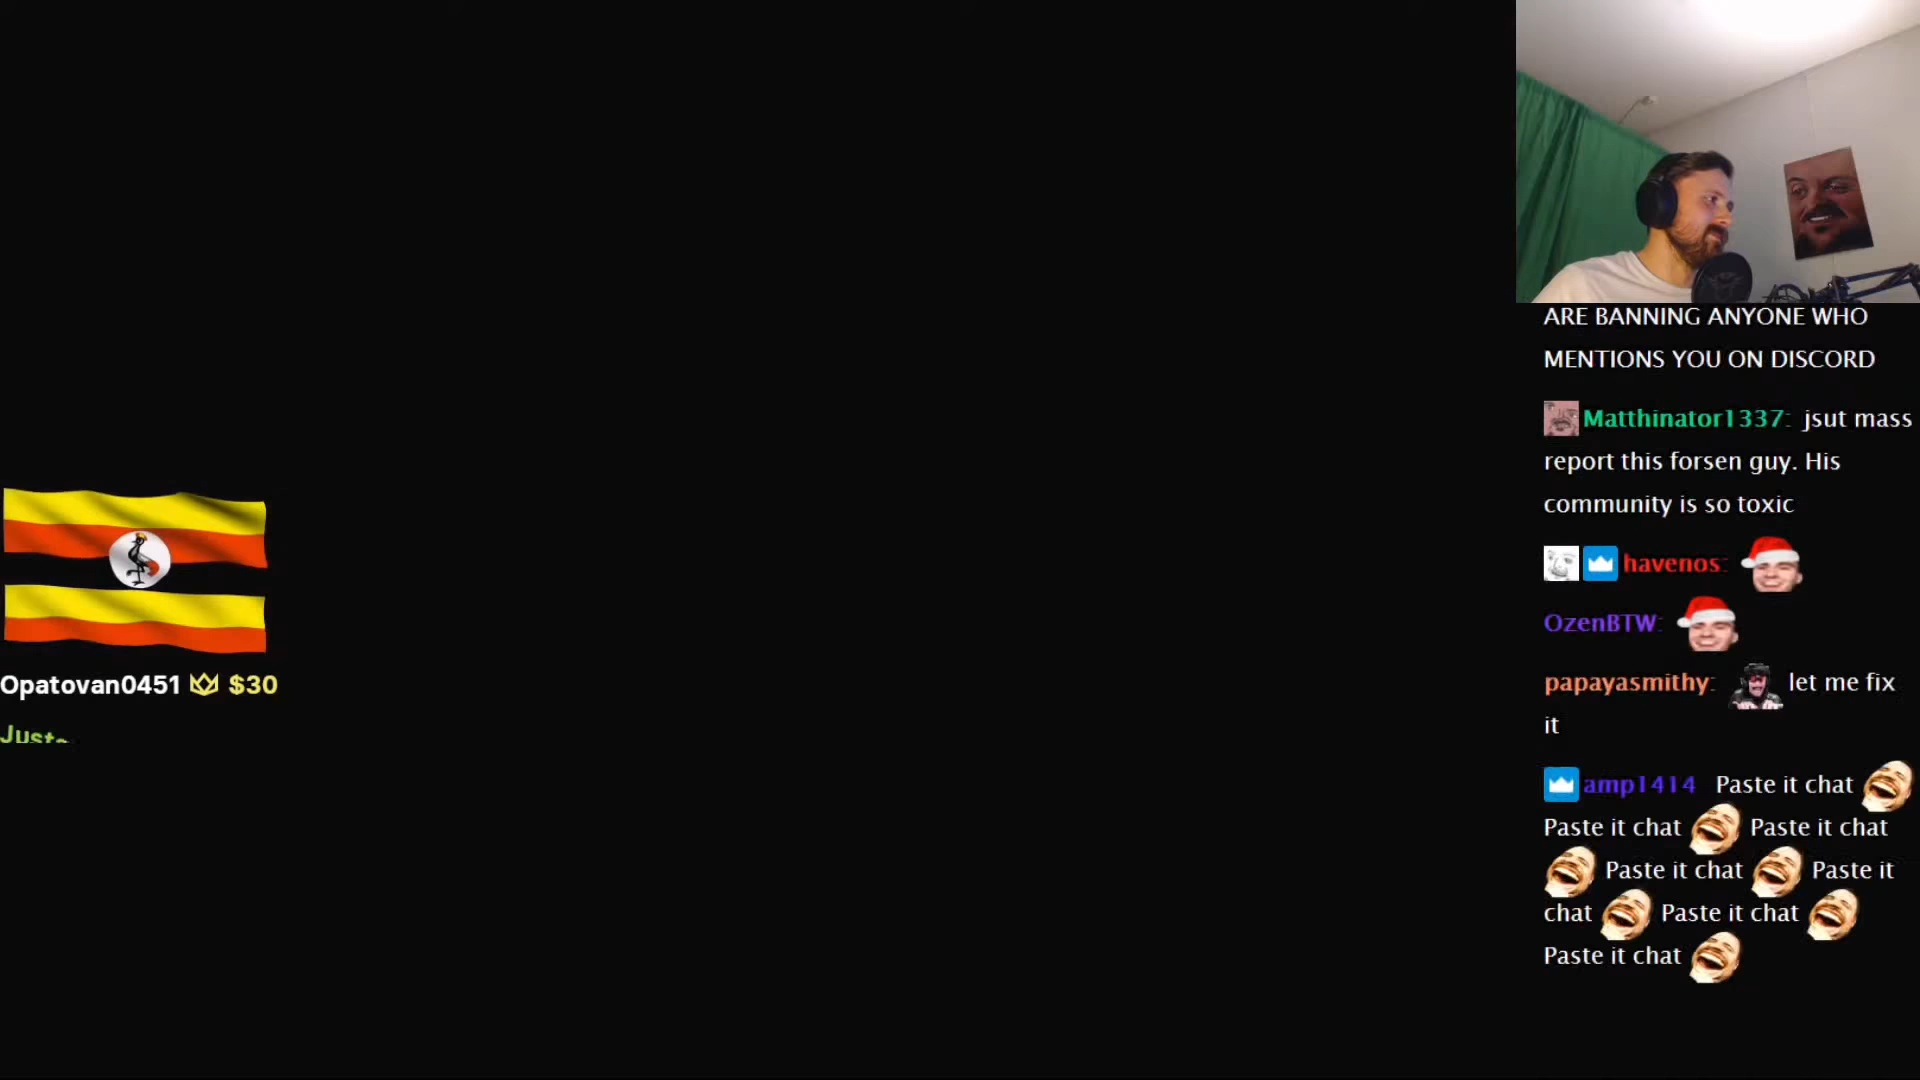 ARE BANNING ANYONE WHO
MENTIONS YOU ON DISCORD
Matthinator1337: jsut mass
report this forsen guy. His
community is so toxic
havenos:
OzenBTW:
papayasmithy: let me fix
it
amp1414 Paste it chat
Paste it chat Paste it chat
Paste it chat Paste it
chat Paste it chat
Paste it chat
Opatovan0451 $30